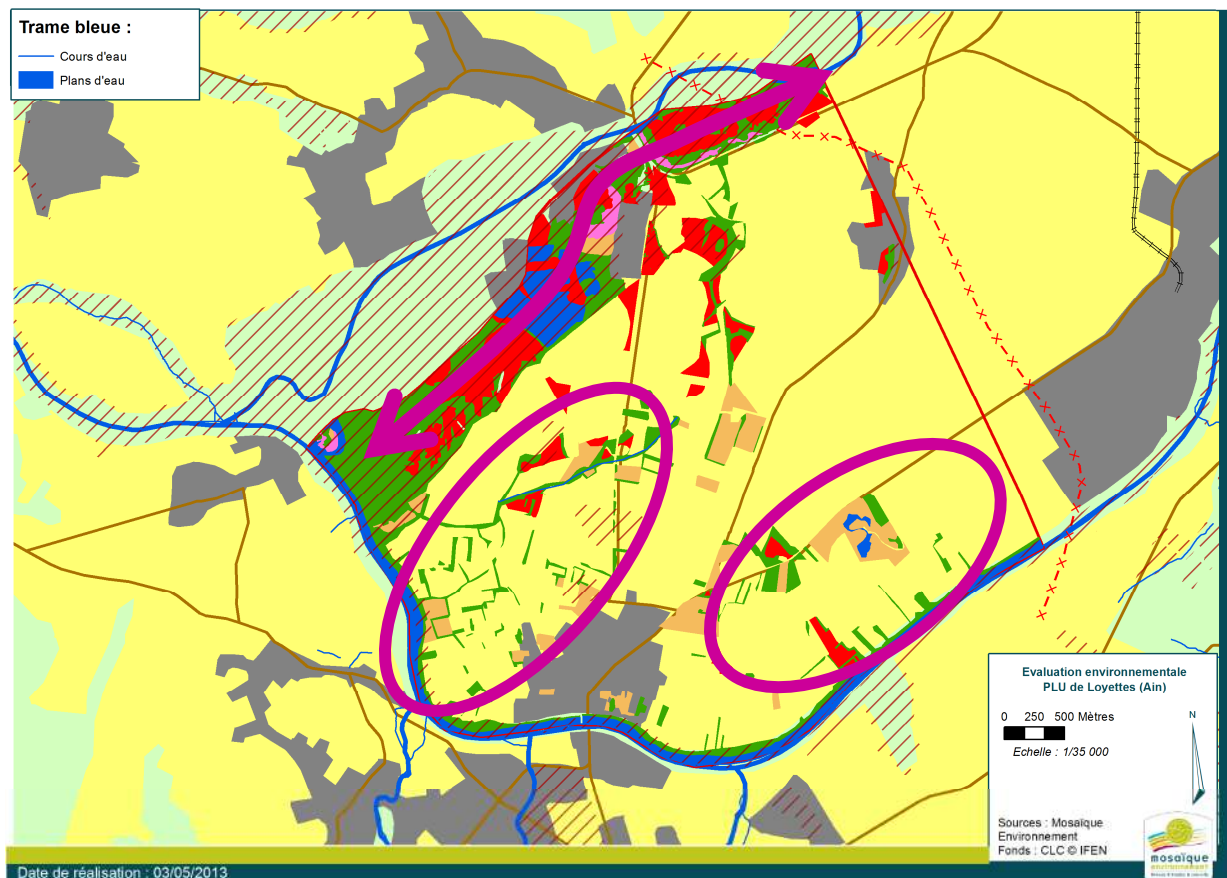 Trame bleue :
Cours d'eau
Plans d'eau
Evaluation environnementale
PLU de Loyettes (Ain)
0 250 500 Mètres
Echelle : 1/35 000
N
Sources : Mosaïque
Environnement
Fonds : CLC © IFEN
mosaïque
environnement
Date de réalisation : 03/05/2013